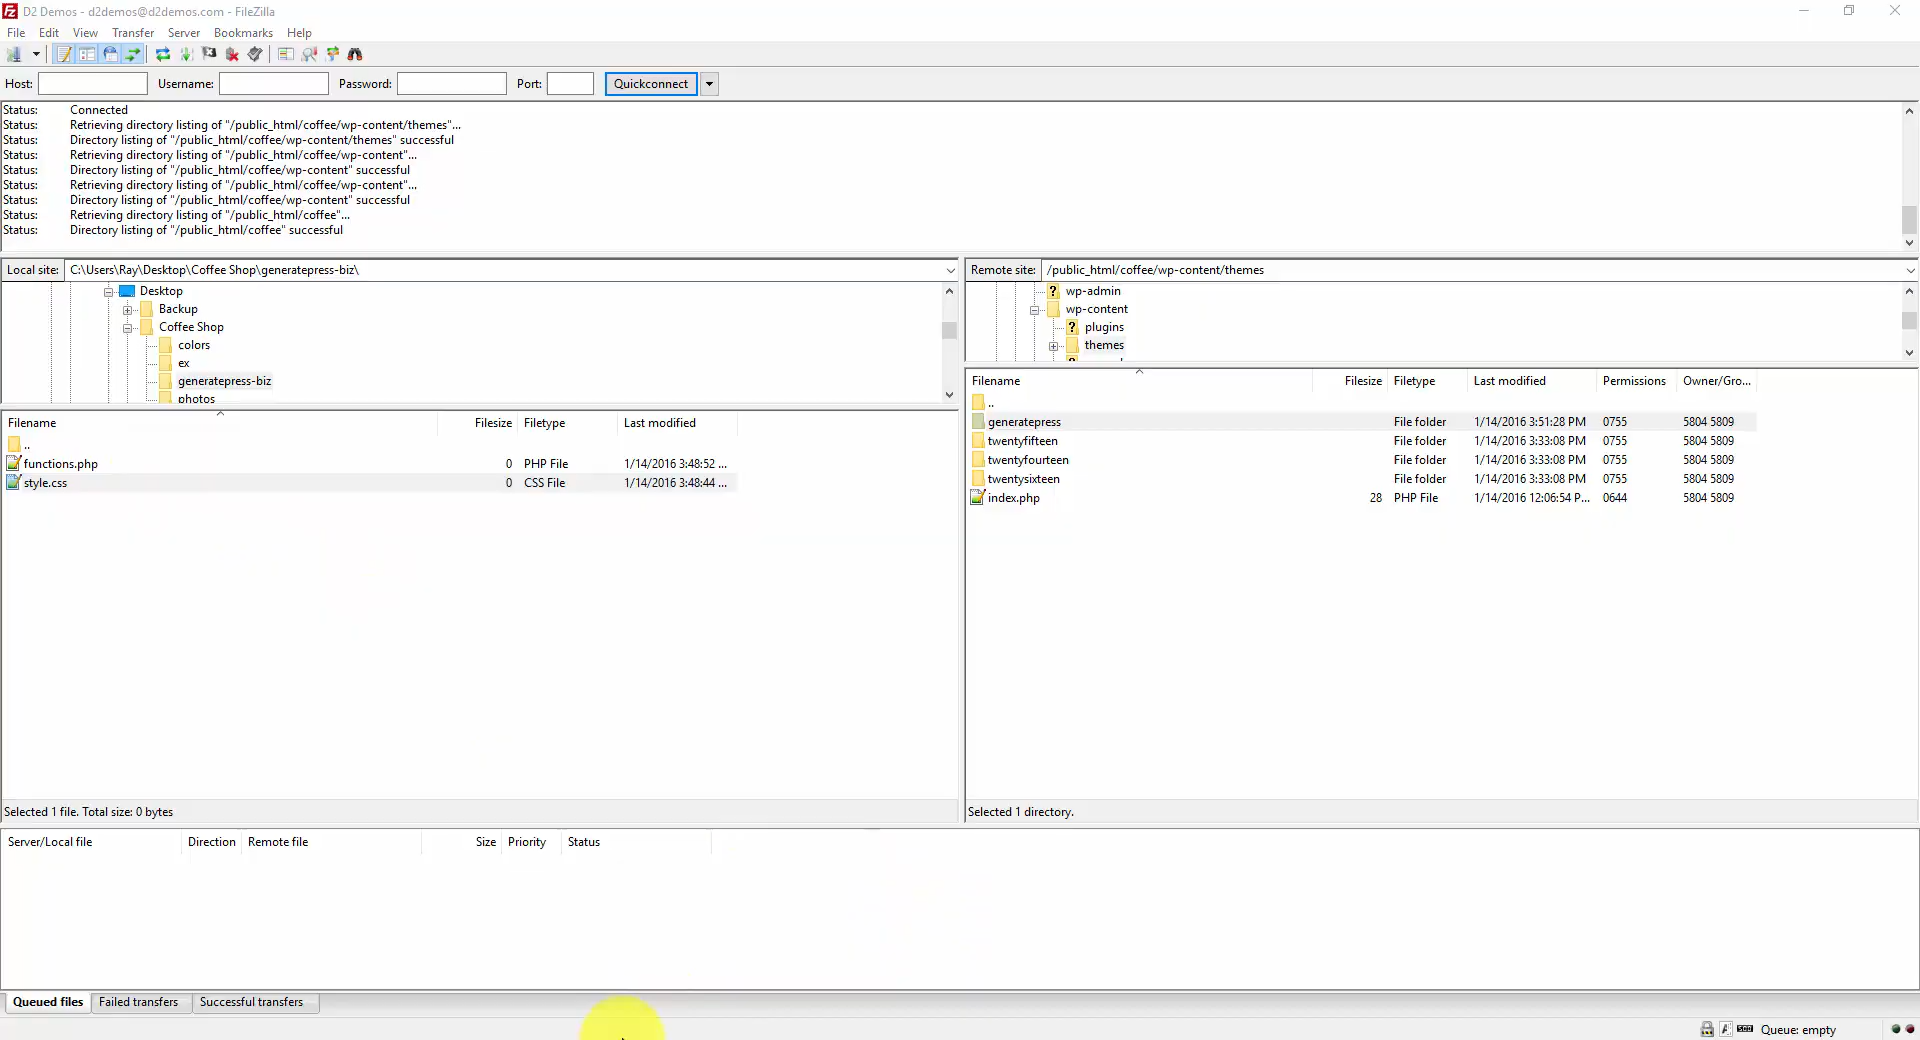 D2 Demos - d2demos@d2demos.com - FileZilla
File Edit View Transfer Server Bookmarks Help
Host: Username: Password: Port: Quickconnect
Status: Connected
Status: Retrieving directory listing of "/public_html/coffee/wp-content/themes"...
Status: Directory listing of "/public_html/coffee/wp-content/themes" successful
Status: Retrieving directory listing of "/public_html/coffee/wp-content"...
Status: Directory listing of "/public_html/coffee/wp-content" successful
Status: Retrieving directory listing of "/public_html/coffee/wp-content"...
Status: Directory listing of "/public_html/coffee/wp-content" successful
Status: Retrieving directory listing of "/public_html/coffee"...
Status: Directory listing of "/public_html/coffee" successful
Local site: C:\Users\Ray\Desktop\Coffee Shop\generatepress-biz\
Desktop
Backup
Coffee Shop
colors
ex
generatepress-biz
photos
Filename Filesize Filetype Last modified
..
functions.php 0 PHP File 1/14/2016 3:48:52 ...
style.css 0 CSS File 1/14/2016 3:48:44 ...
Selected 1 file. Total size: 0 bytes
Remote site: /public_html/coffee/wp-content/themes
wp-admin
wp-content
plugins
themes
Filename Filesize Filetype Last modified Permissions Owner/Gro...
..
generatepress File folder 1/14/2016 3:51:28 PM 0755 5804 5809
twentyfifteen File folder 1/14/2016 3:33:08 PM 0755 5804 5809
twentyfourteen File folder 1/14/2016 3:33:08 PM 0755 5804 5809
twentysixteen File folder 1/14/2016 3:33:08 PM 0755 5804 5809
index.php 28 PHP File 1/14/2016 12:06:54 P... 0644 5804 5809
Selected 1 directory.
Server/Local file Direction Remote file Size Priority Status
Queued files Failed transfers Successful transfers
Queue: empty